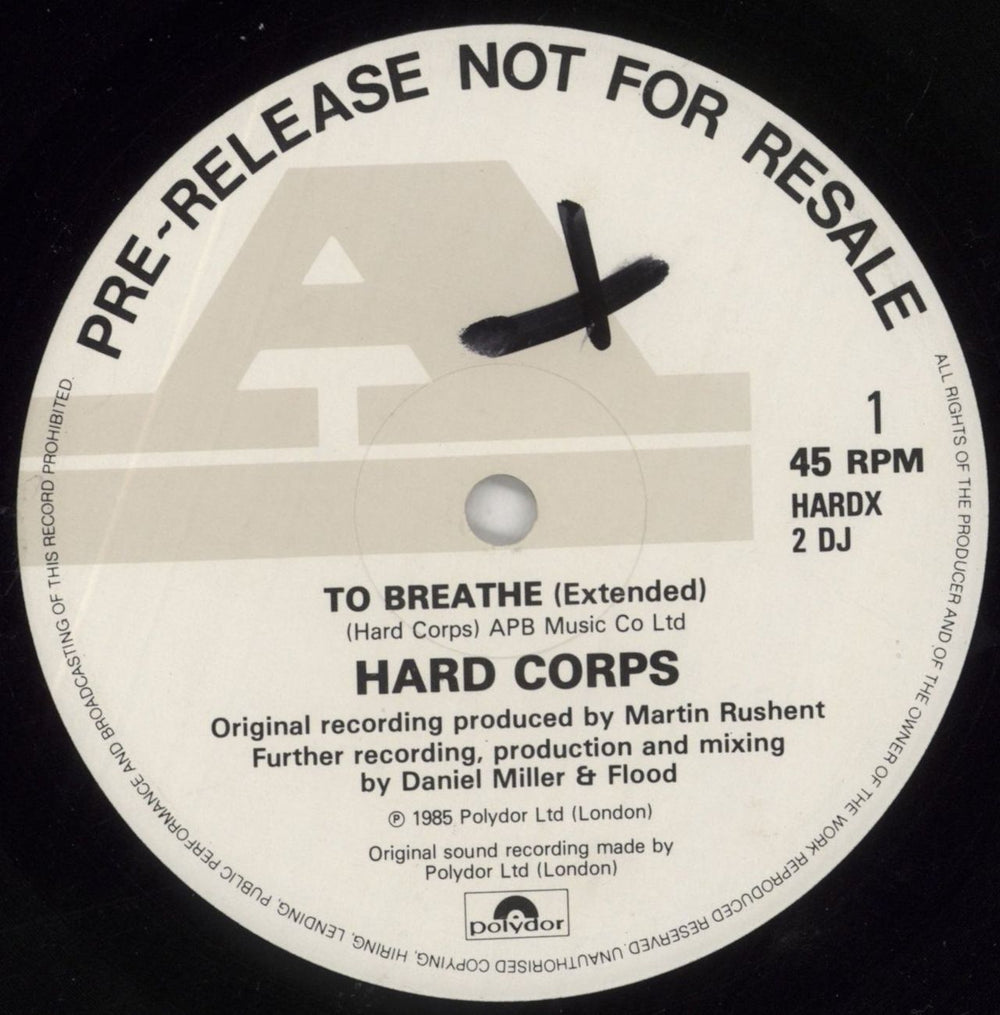 PRE~RELEASE NOT FOR RESALE
A
1
45 RPM
HARDX
2 DJ
TO BREATHE (Extended)
(Hard Corps) APB Music Co Ltd
HARD CORPS
Original recording produced by Martin Rushent
Further recording, production and mixing
by Daniel Miller & Flood
℗ 1985 Polydor Ltd (London)
Original sound recording made by
Polydor Ltd (London)
polydor
ALL RIGHTS OF THE PRODUCER AND OF THE OWNER OF THE WORK REPRODUCED RESERVED. UNAUTHORISED COPYING, HIRING, LENDING, PUBLIC PERFORMANCE AND BROADCASTING OF THIS RECORD PROHIBITED.